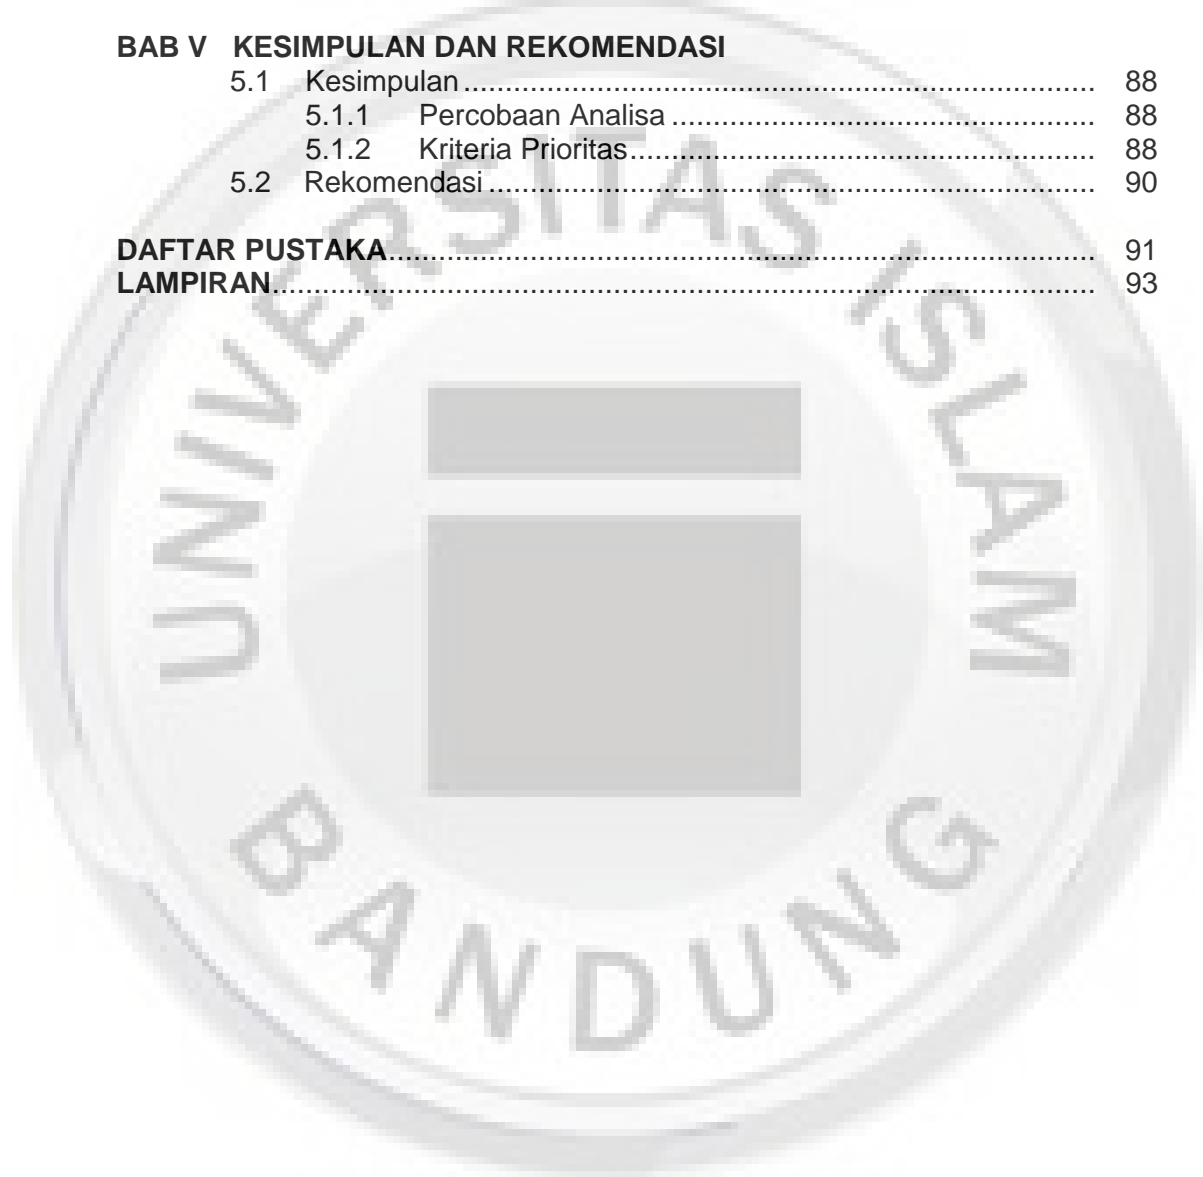 BAB V KESIMPULAN DAN REKOMENDASI
5.1 Kesimpulan ........................................................................... 88
5.1.1 Percobaan Analisa .................................................. 88
5.1.2 Kriteria Prioritas....................................................... 88
5.2 Rekomendasi ........................................................................ 90
DAFTAR PUSTAKA.................................................................................... 91
LAMPIRAN.................................................................................................. 93
UNIVERSITAS ISLAM
BANDUNG